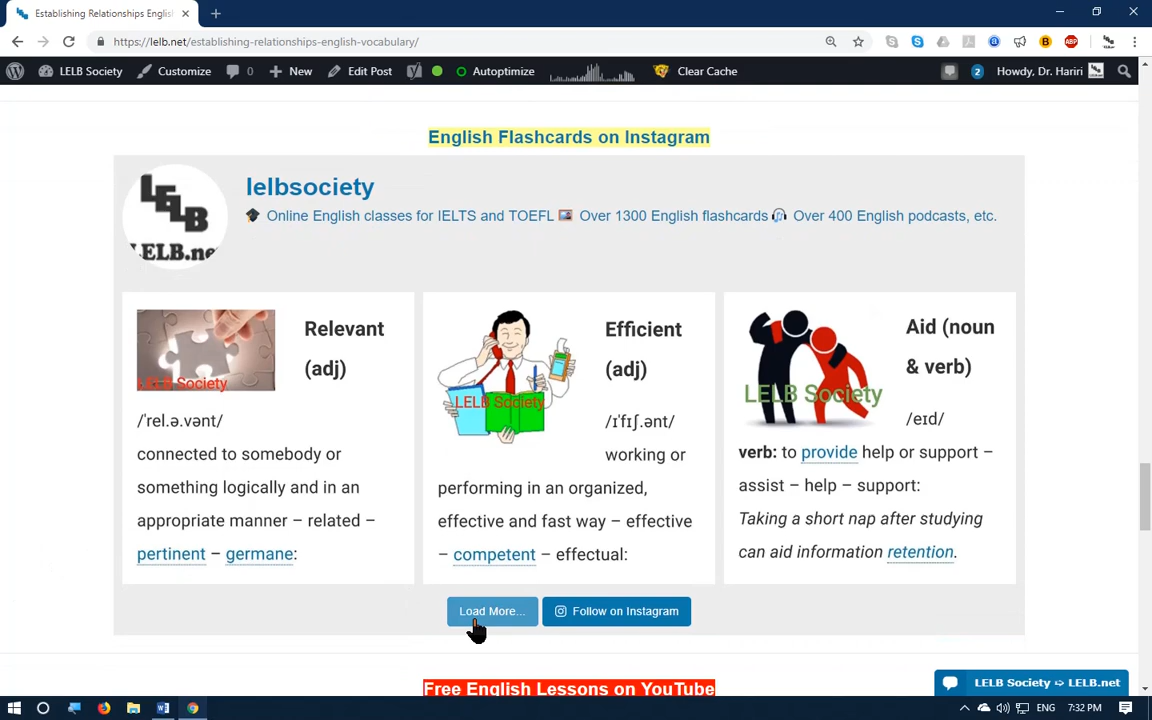 Establishing Relationships Englis
https://lelb.net/establishing-relationships-english-vocabulary/
LELB Society
Customize
0
New
Edit Post
Autoptimize
Clear Cache
2
Howdy, Dr. Hariri
English Flashcards on Instagram
LELB
LELB.net
lelbsociety
Online English classes for IELTS and TOEFL
Over 1300 English flashcards
Over 400 English podcasts, etc.
LELB Society
Relevant
(adj)
/ˈrel.ə.vənt/
connected to somebody or
something logically and in an
appropriate manner – related –
pertinent – germane:
LELB Society
Efficient
(adj)
/ɪˈfɪʃ.ənt/
working or
performing in an organized,
effective and fast way – effective
– competent – effectual:
LELB Society
Aid (noun
& verb)
/eɪd/
verb: to provide help or support –
assist – help – support:
Taking a short nap after studying
can aid information retention.
Load More...
Follow on Instagram
Free English Lessons on YouTube
LELB Society ➪ LELB.net
ENG
7:32 PM